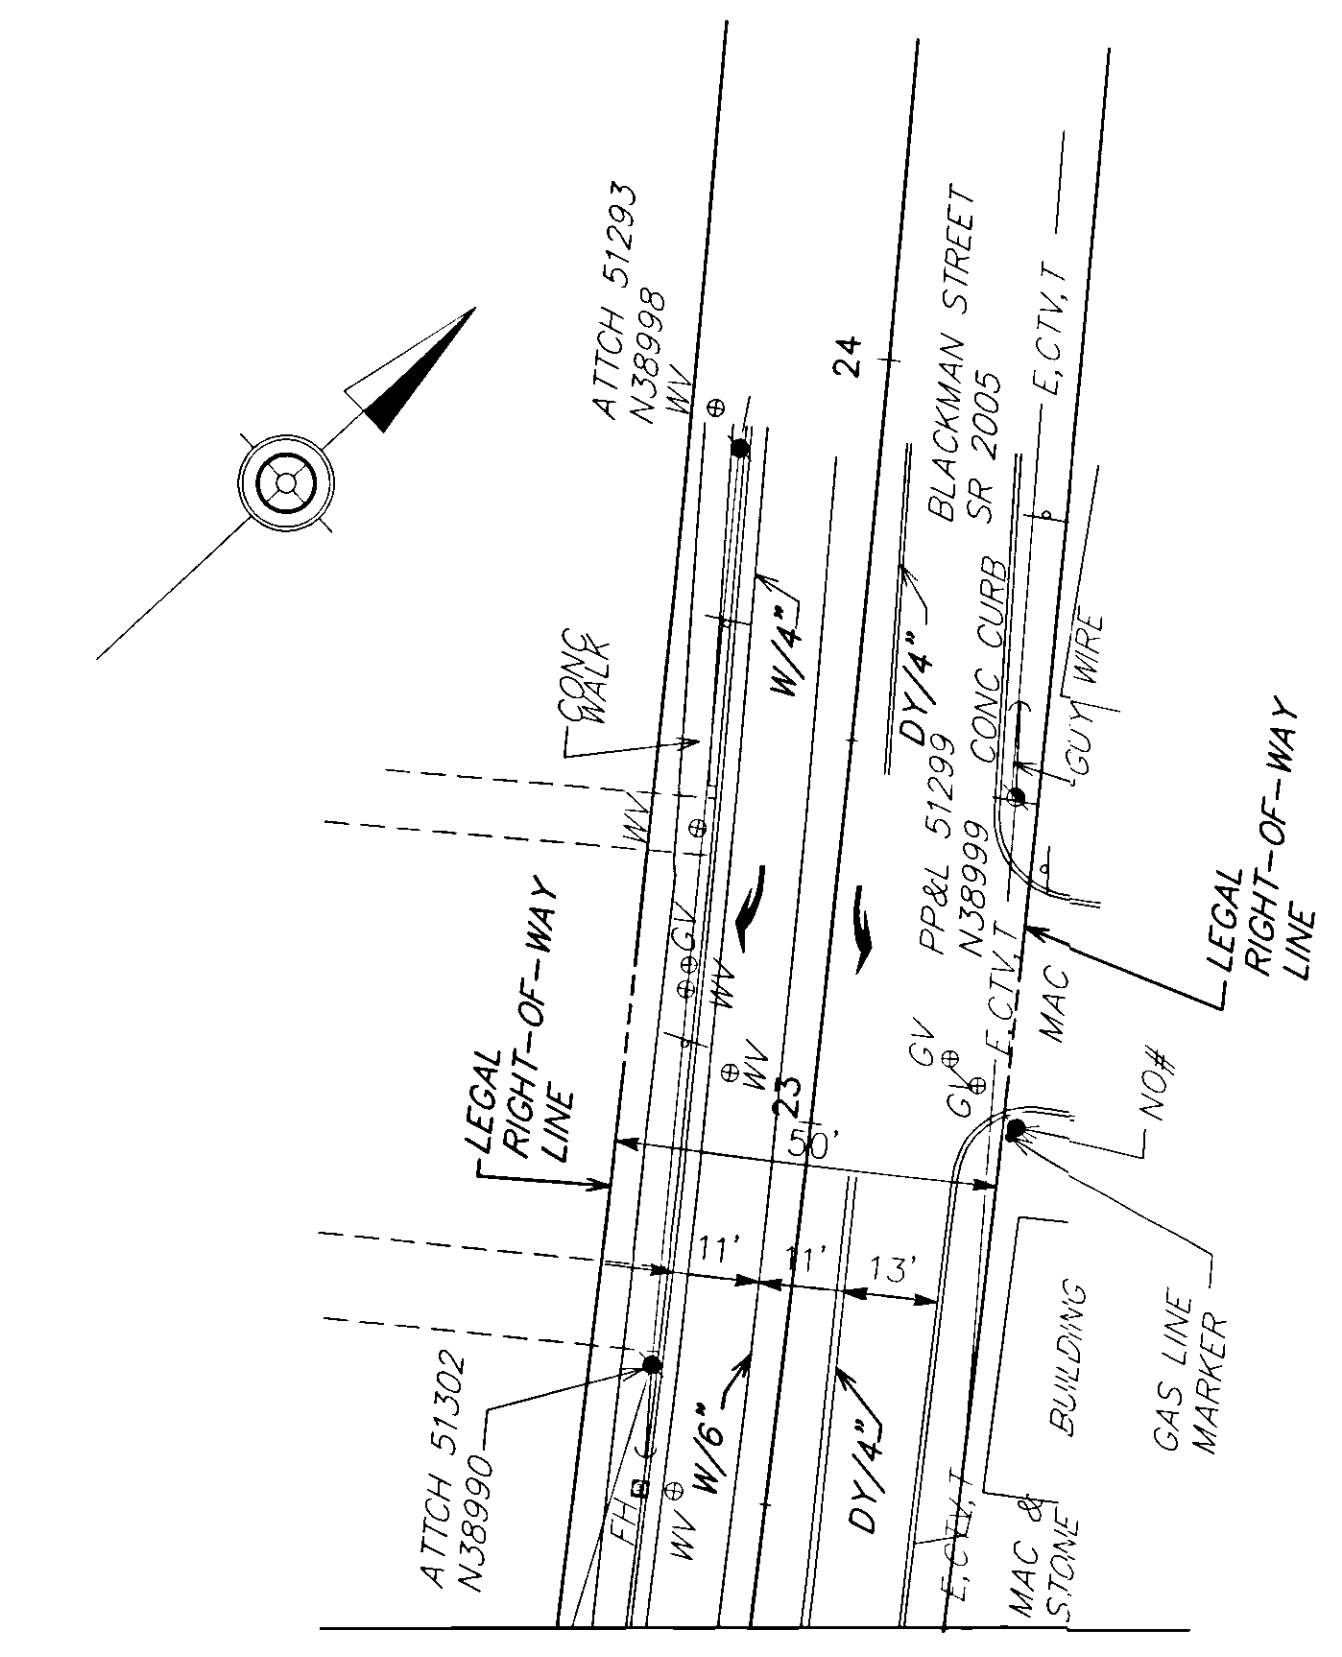 ATTCH 51293
N38998
WV
24
BLACKMAN STREET
SR 2005
E,CTV,T
CONC
WALK
W/4"
DY/4"
CONC CURB
GUY WIRE
PP&L 51299
N38999
WV
GV
WV
WV
LEGAL
RIGHT-OF-WAY
LINE
LEGAL
RIGHT-OF-WAY
LINE
E,CTV,T
MAC
GV
GV
NO#
23
50'
11'
11'
13'
ATTCH 51302
N38990
FH
WV
W/6"
DY/4"
E,CTV,T
BUILDING
MAC &
STONE
GAS LINE
MARKER